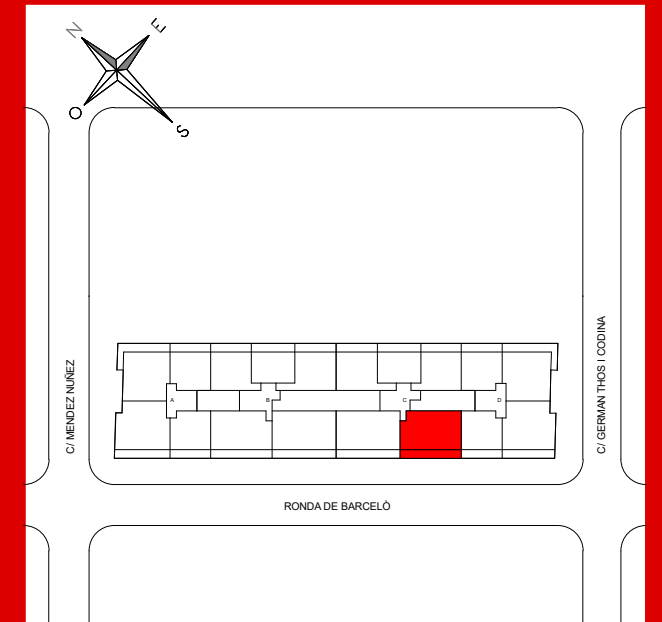 N
E
O
S
C/ MENDEZ NUÑEZ
C/ GERMAN THOS I CODINA
A
B
C
D
RONDA DE BARCELÒ